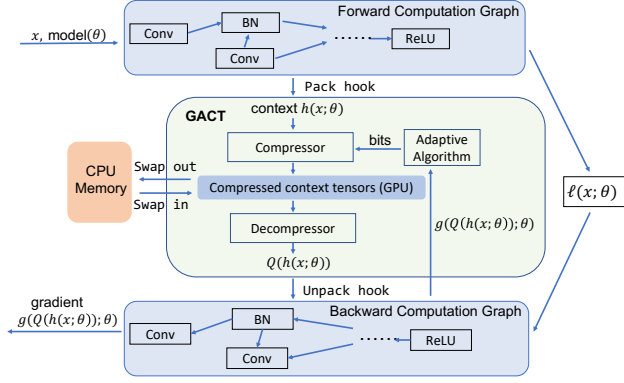 Forward Computation Graph
x, model(θ)
Conv
BN
Conv
······
ReLU
Pack hook
GACT
context h(x; θ)
Compressor
bits
Adaptive
Algorithm
CPU
Memory
Swap out
Swap in
Compressed context tensors (GPU)
ℓ(x; θ)
Decompressor
g(Q(h(x; θ)); θ)
Q(h(x; θ))
Unpack hook
gradient
g(Q(h(x; θ)); θ)
Backward Computation Graph
Conv
BN
Conv
······
ReLU